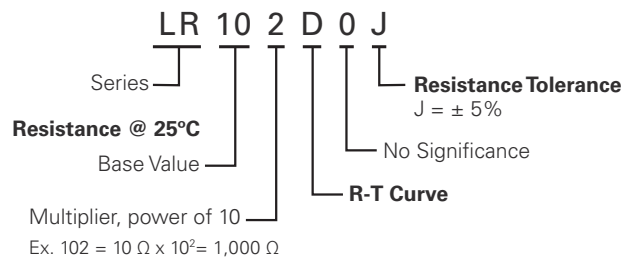 LR 10 2 D 0 J
Series
Resistance Tolerance
J = ± 5%
Resistance @ 25ºC
Base Value
No Significance
R-T Curve
Multiplier, power of 10
Ex. 102 = 10 Ω x 10²= 1,000 Ω